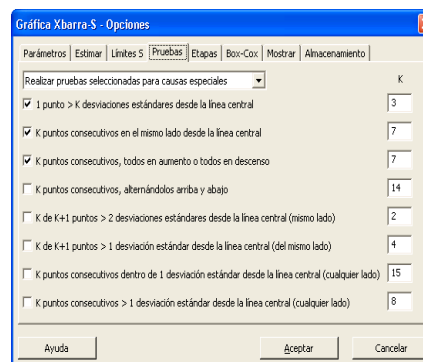 Gráfica Xbarra-S - Opciones
Parámetros Estimar Límites S Pruebas Etapas Box-Cox Mostrar Almacenamiento
Realizar pruebas seleccionadas para causas especiales K
1 punto > K desviaciones estándares desde la línea central 3
K puntos consecutivos en el mismo lado desde la línea central 7
K puntos consecutivos, todos en aumento o todos en descenso 7
K puntos consecutivos, alternándolos arriba y abajo 14
K de K+1 puntos > 2 desviaciones estándares desde la línea central (mismo lado) 2
K de K+1 puntos > 1 desviación estándar desde la línea central (del mismo lado) 4
K puntos consecutivos dentro de 1 desviación estándar desde la línea central (cualquier lado) 15
K puntos consecutivos > 1 desviación estándar desde la línea central (cualquier lado) 8
Ayuda Aceptar Cancelar